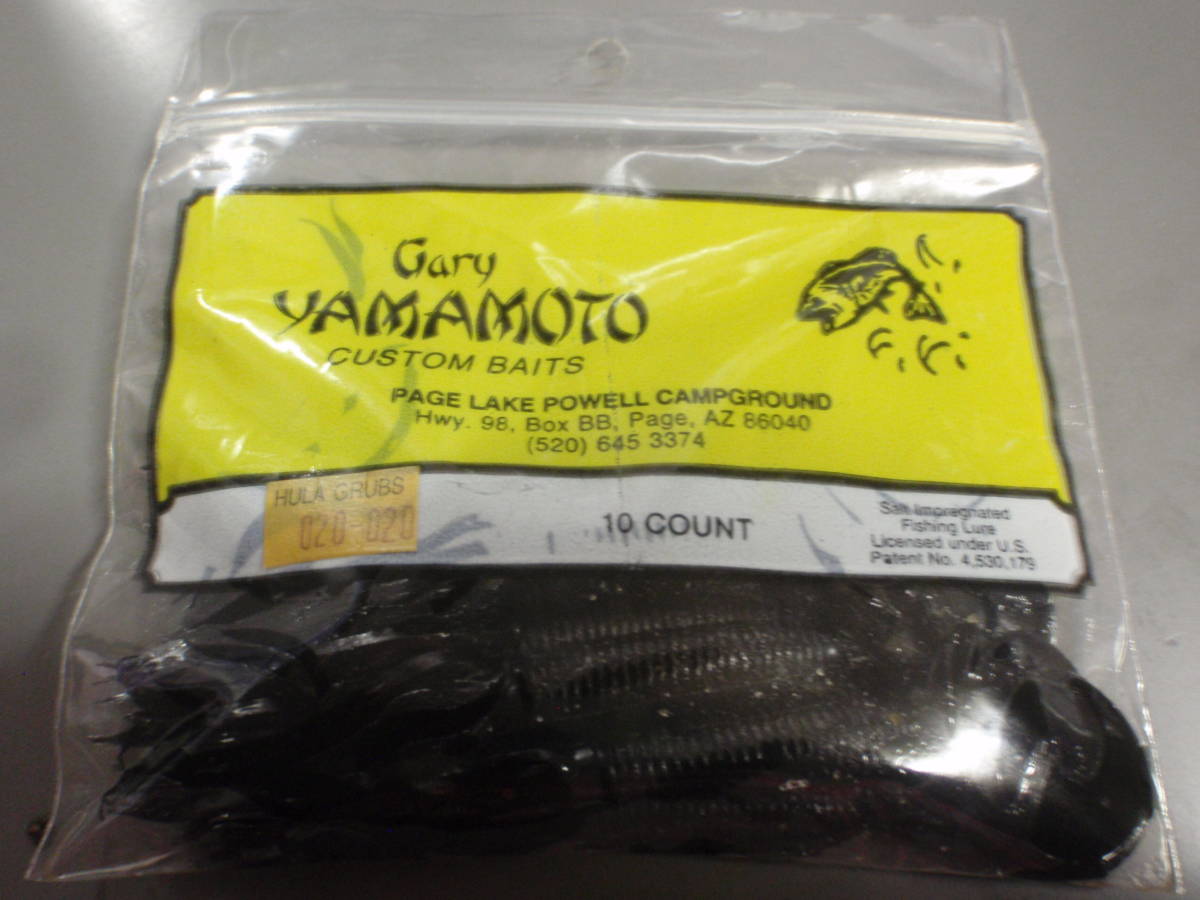 Gary
YAMAMOTO
CUSTOM BAITS
PAGE LAKE POWELL CAMPGROUND
Hwy. 98, Box BB, Page, AZ 86040
(520) 645 3374
HULA GRUBS
020-020
10 COUNT
Salt Impregnated
Fishing Lure
Licensed under U.S.
Patent No. 4,530,179